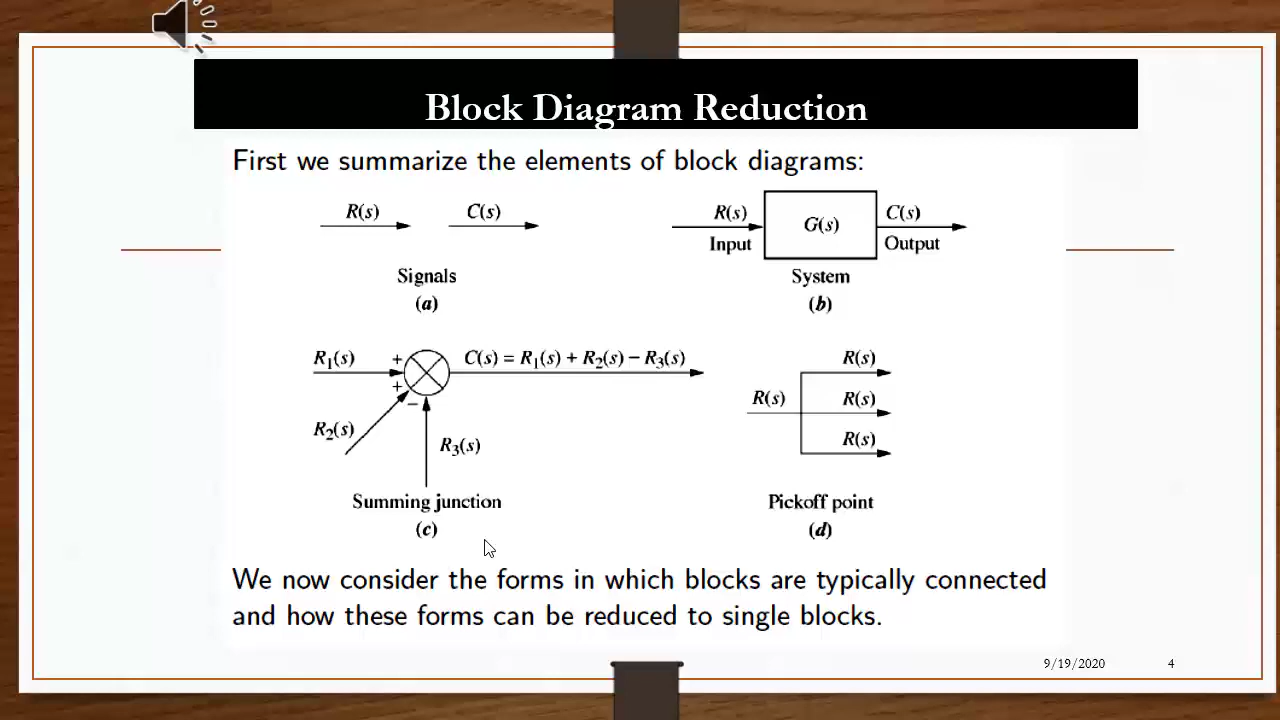 Block Diagram Reduction
First we summarize the elements of block diagrams:
R(s) C(s)
Signals
(a)
R(s) G(s) C(s)
Input Output
System
(b)
R₁(s) + C(s) = R₁(s) + R₂(s) − R₃(s)
+
−
R₂(s)
R₃(s)
Summing junction
(c)
R(s)
R(s) R(s)
R(s)
Pickoff point
(d)
We now consider the forms in which blocks are typically connected
and how these forms can be reduced to single blocks.
9/19/2020 4